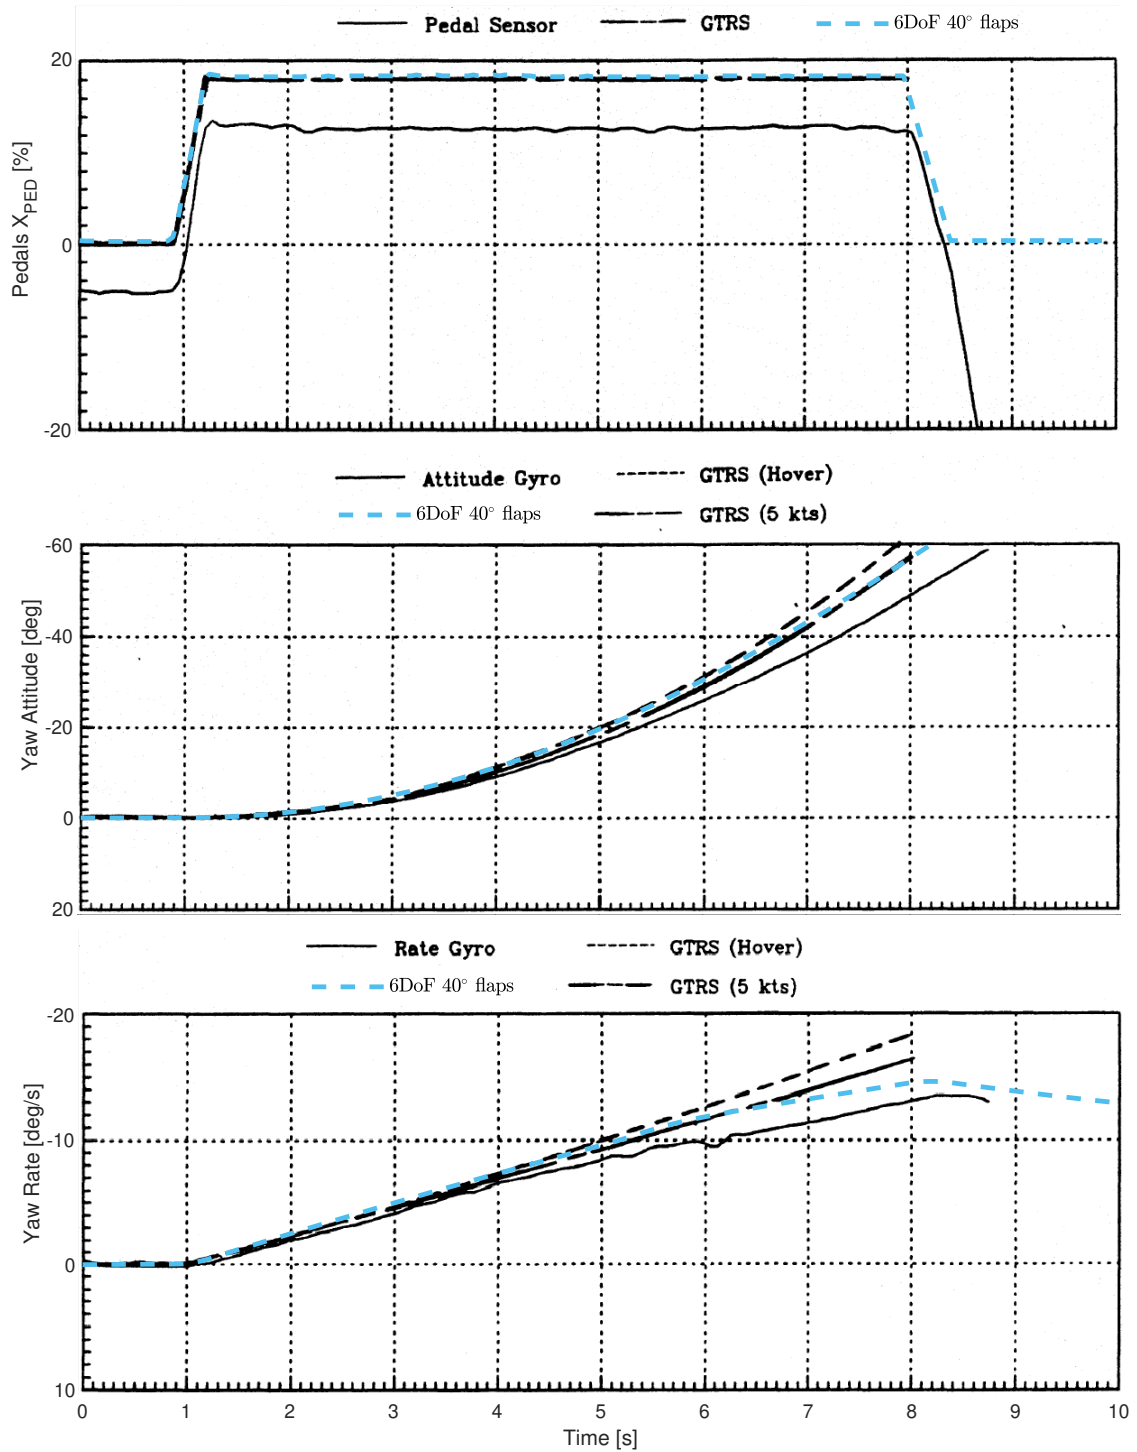 Pedal Sensor GTRS 6DoF 40° flaps
20
0
-20
Pedals X_PED [%]
Attitude Gyro GTRS (Hover)
6DoF 40° flaps GTRS (5 kts)
-60
-40
-20
0
20
Yaw Attitude [deg]
Rate Gyro GTRS (Hover)
6DoF 40° flaps GTRS (5 kts)
-20
-10
0
10
Yaw Rate [deg/s]
0 1 2 3 4 5 6 7 8 9 10
Time [s]